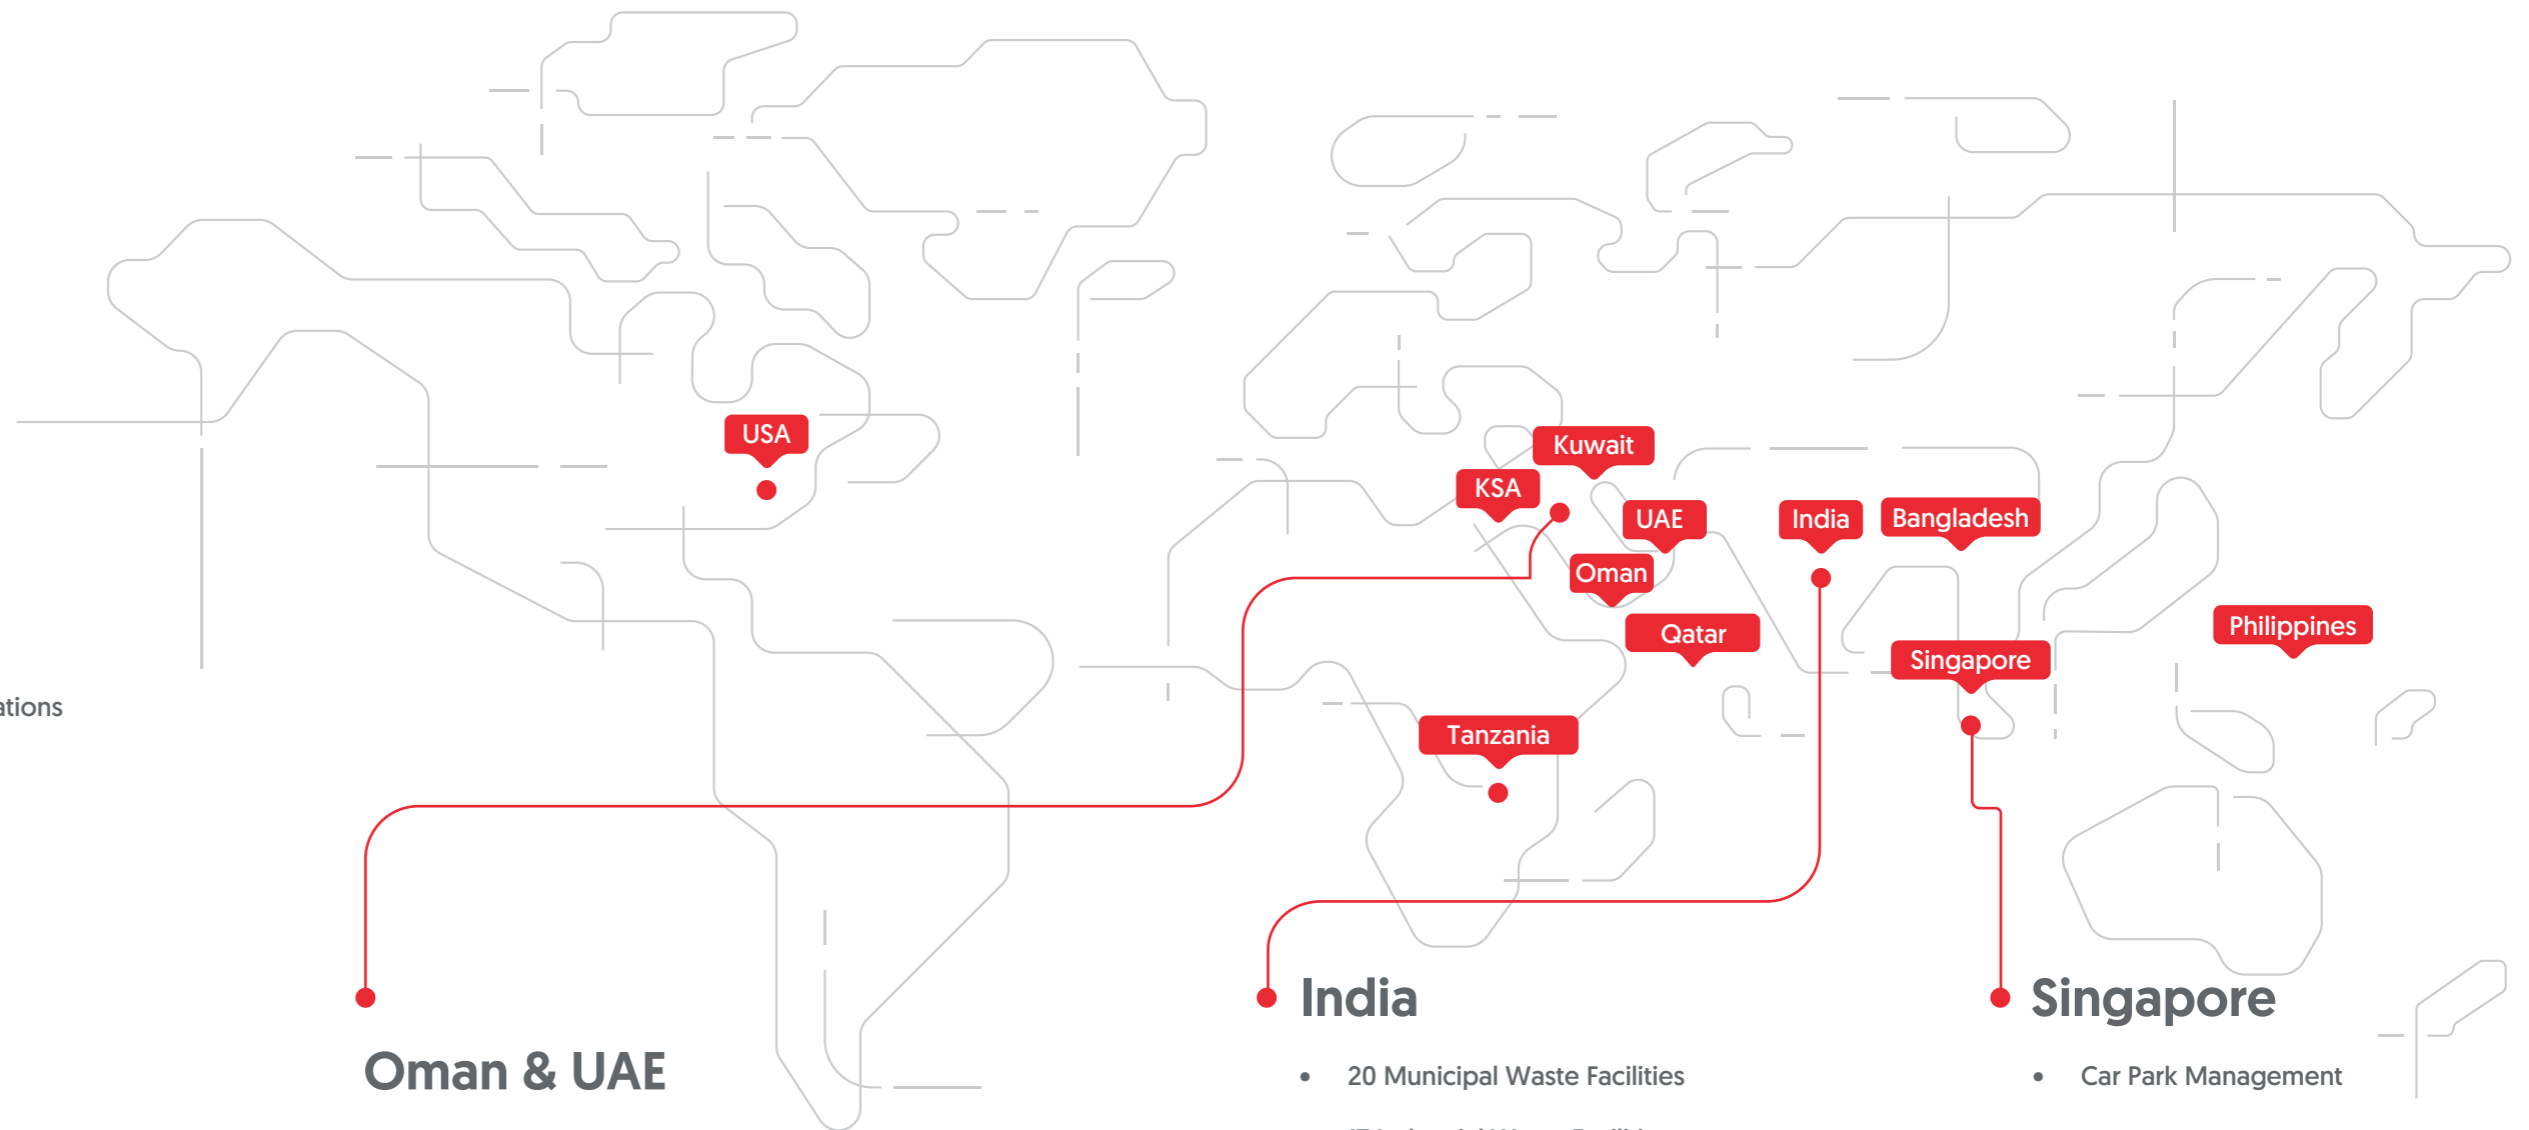 USA
Kuwait
KSA
UAE
India
Bangladesh
Oman
Qatar
Philippines
Singapore
Tanzania
India
Singapore
Oman & UAE
• 20 Municipal Waste Facilities
• Car Park Management